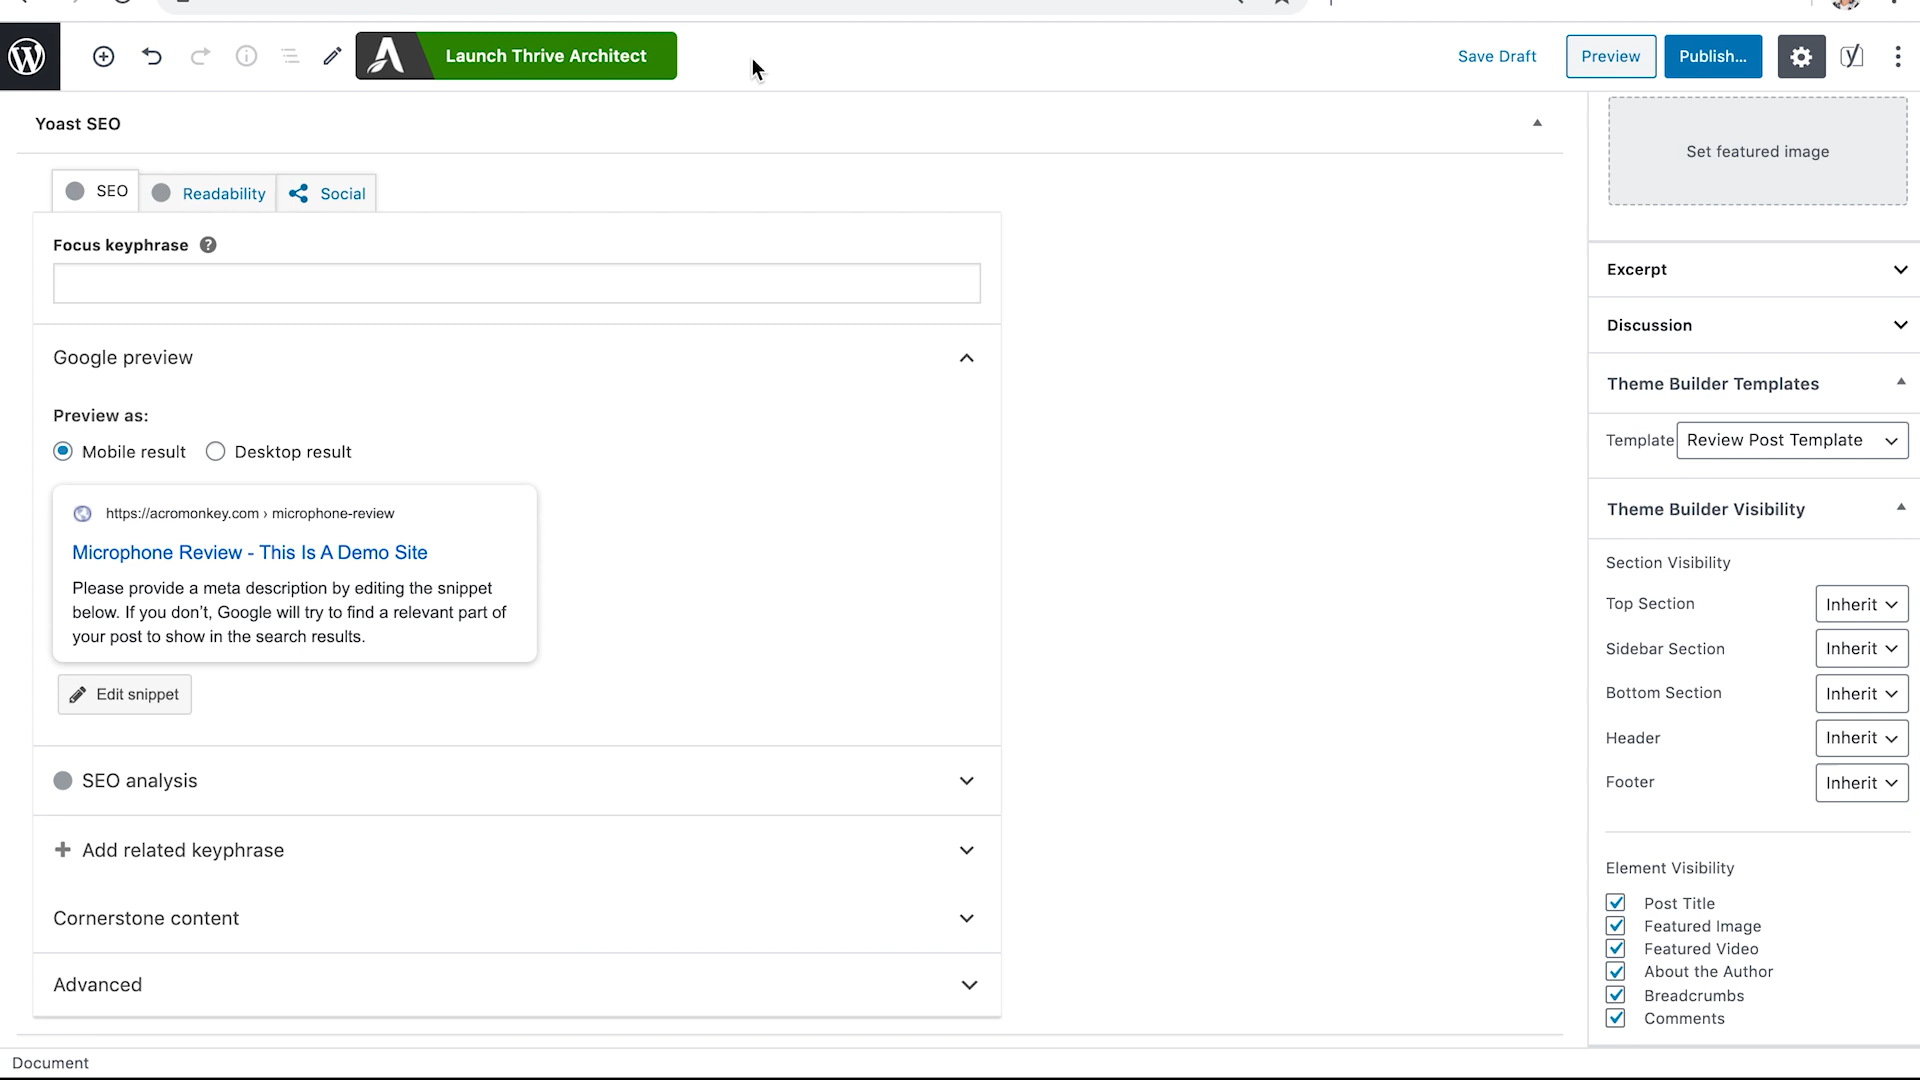 Launch Thrive Architect
Save Draft
Preview
Publish...
Yoast SEO
SEO
Readability
Social
Focus keyphrase
Google preview
Preview as:
Mobile result
Desktop result
https://acromonkey.com › microphone-review
Microphone Review - This Is A Demo Site
Please provide a meta description by editing the snippet
below. If you don’t, Google will try to find a relevant part of
your post to show in the search results.
Edit snippet
SEO analysis
Add related keyphrase
Cornerstone content
Advanced
Document
Set featured image
Excerpt
Discussion
Theme Builder Templates
Template Review Post Template
Theme Builder Visibility
Section Visibility
Top Section Inherit
Sidebar Section Inherit
Bottom Section Inherit
Header Inherit
Footer Inherit
Element Visibility
Post Title
Featured Image
Featured Video
About the Author
Breadcrumbs
Comments